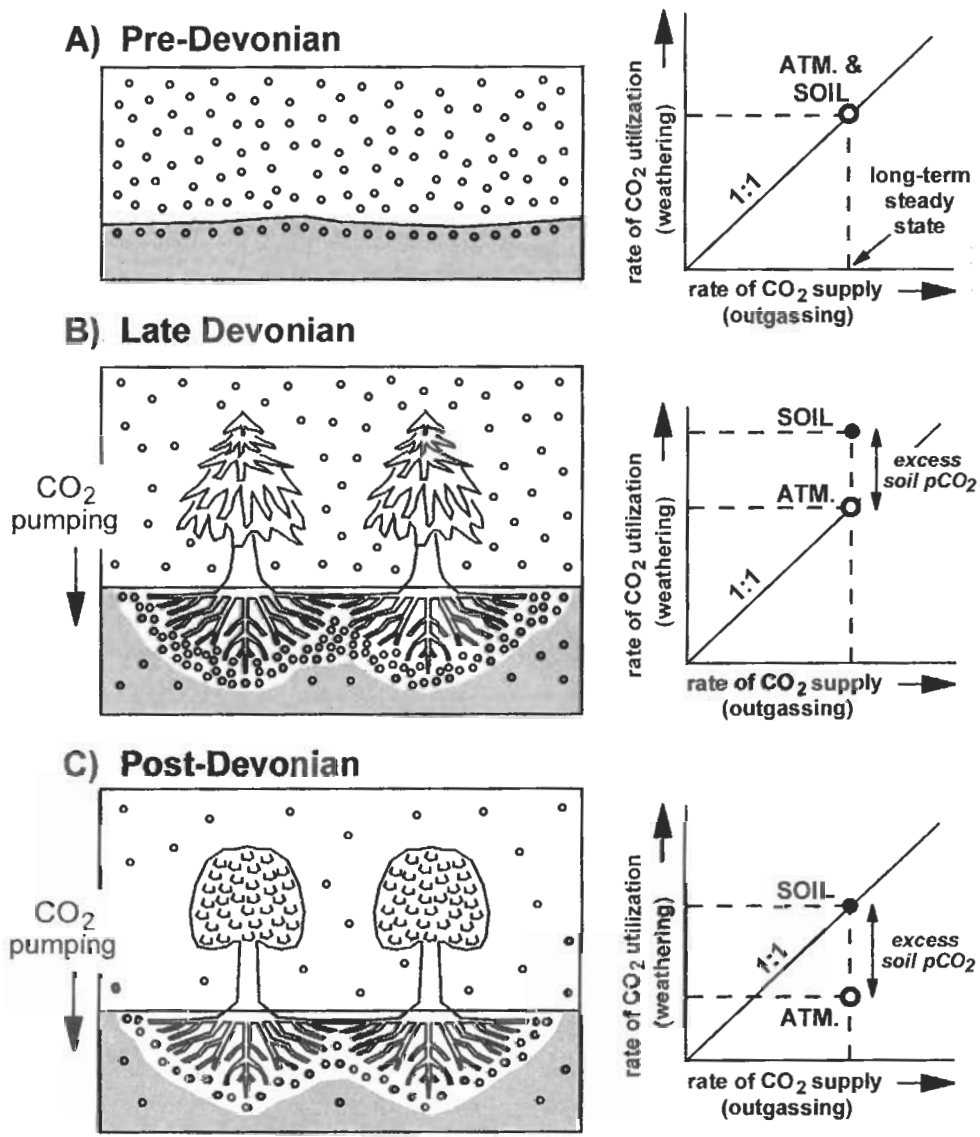 A) Pre-Devonian
rate of CO2 utilization
(weathering)
ATM. &
SOIL
1:1
long-term
steady
state
rate of CO2 supply
(outgassing)
B) Late Devonian
CO2
pumping
rate of CO2 utilization
(weathering)
SOIL
ATM.
excess
soil pCO2
1:1
rate of CO2 supply
(outgassing)
C) Post-Devonian
CO2
pumping
rate of CO2 utilization
(weathering)
SOIL
1:1
excess
soil pCO2
ATM.
rate of CO2 supply
(outgassing)